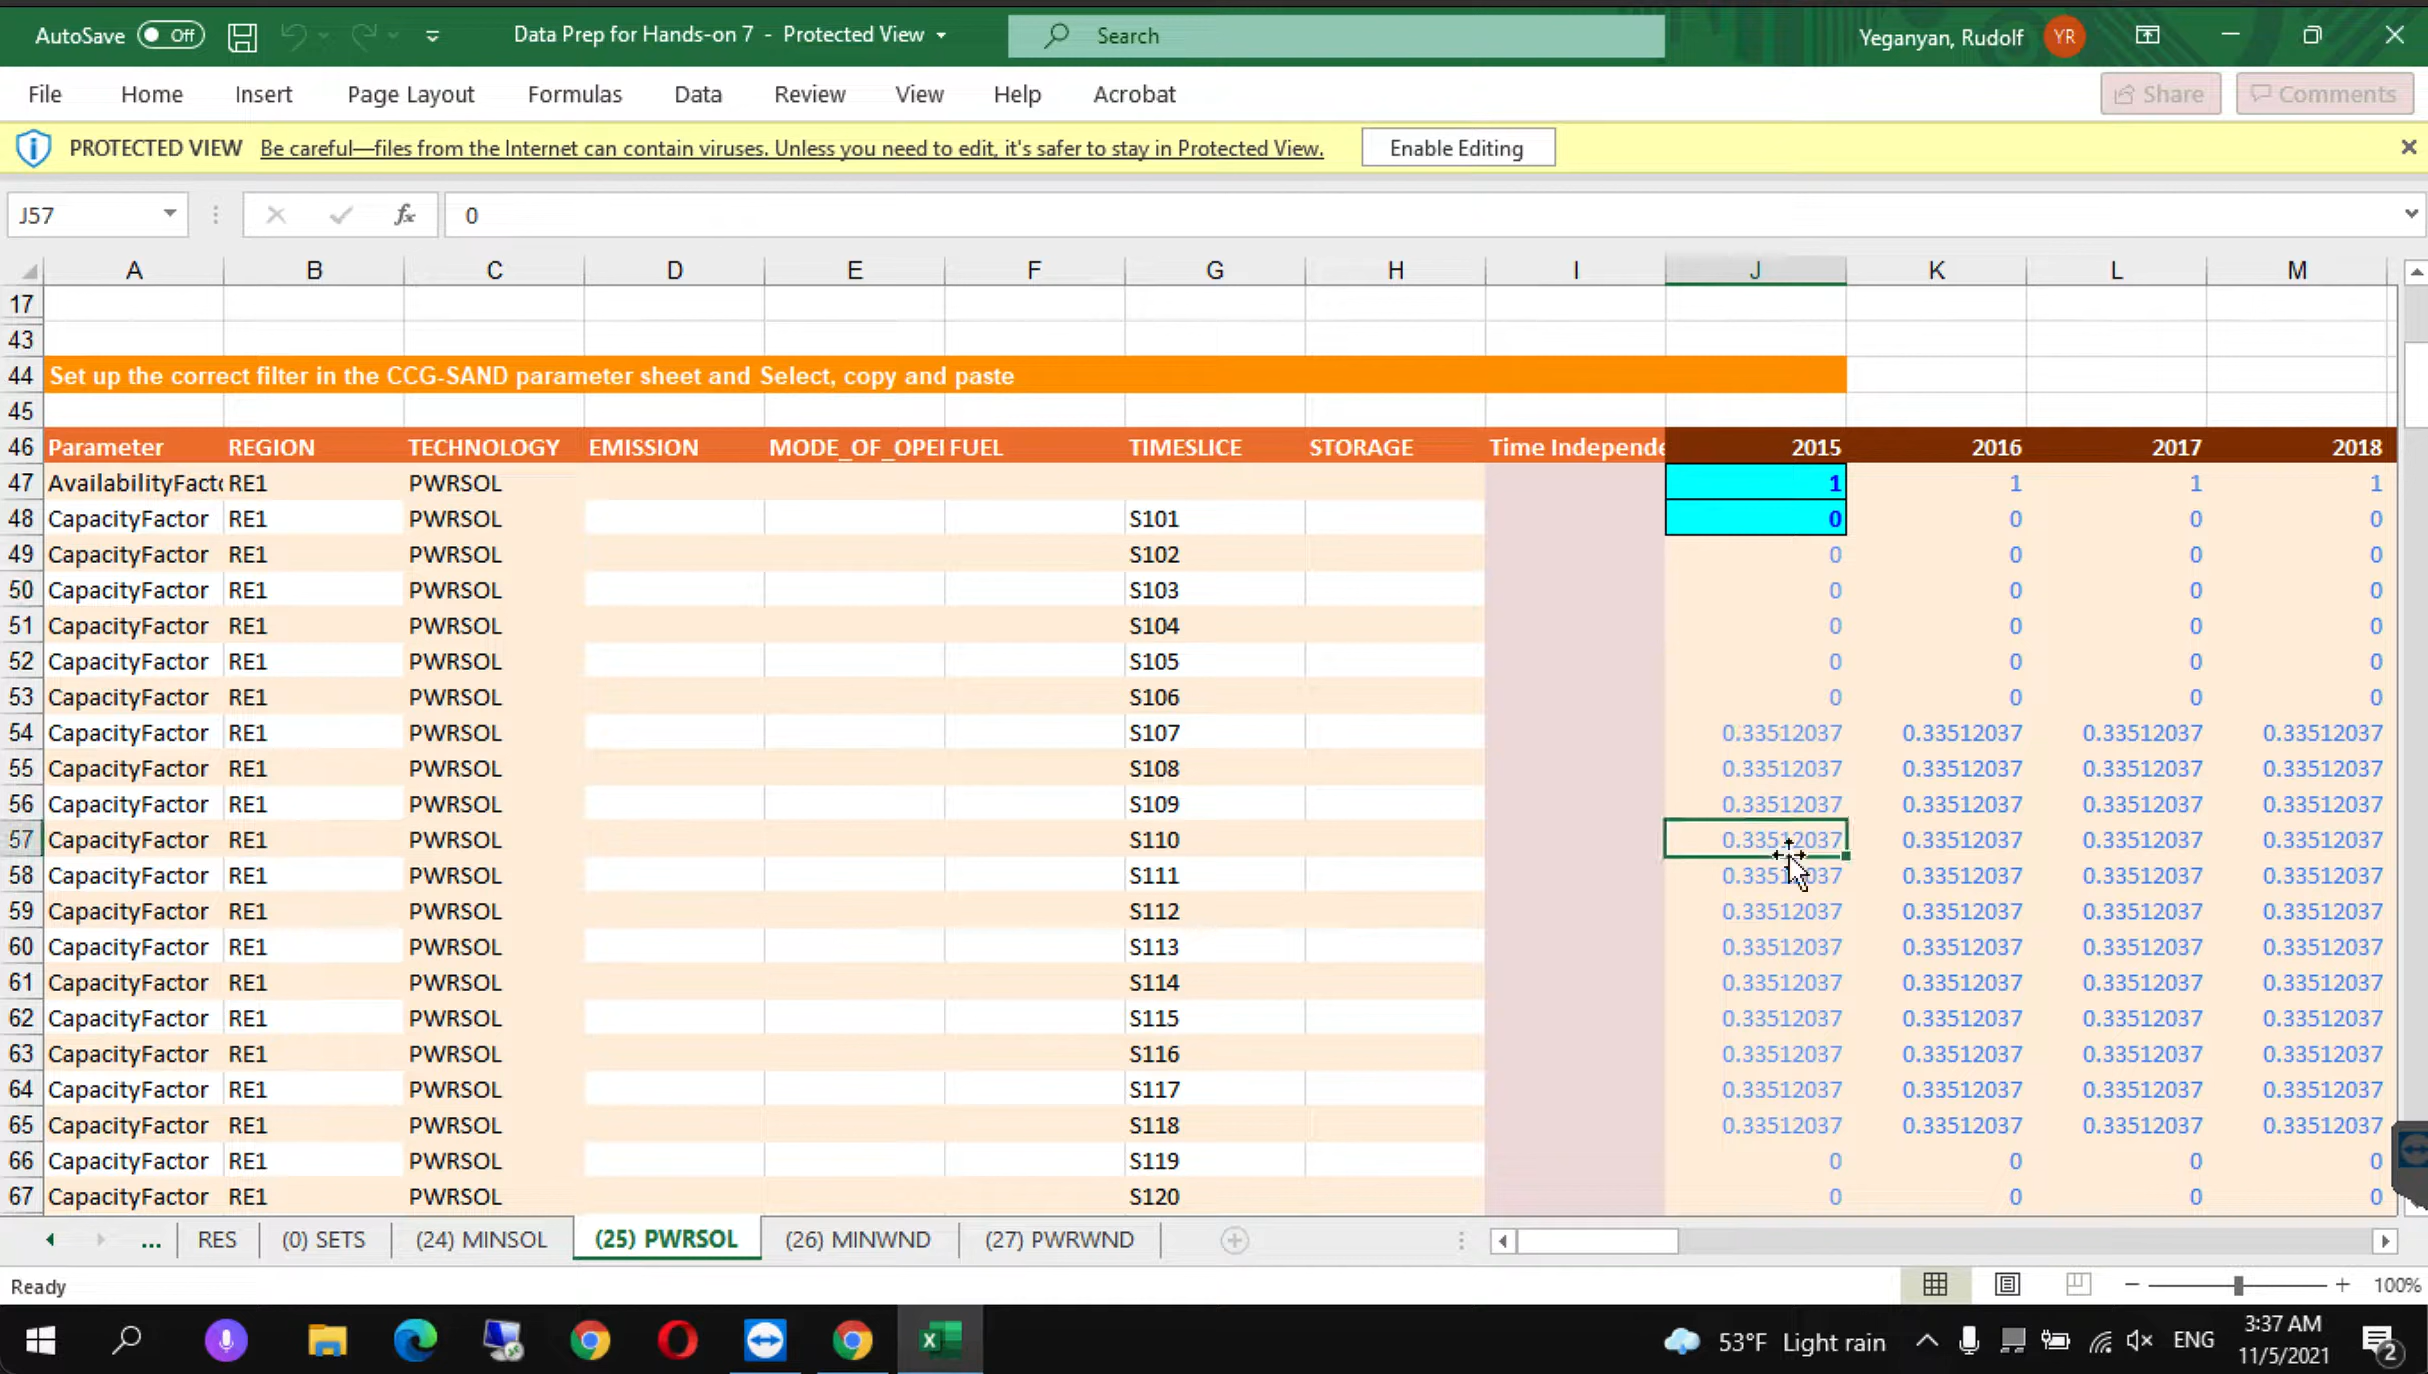 AutoSave Off Data Prep for Hands-on 7 - Protected View Search Yeganyan, Rudolf YR
File Home Insert Page Layout Formulas Data Review View Help Acrobat Share Comments
PROTECTED VIEW Be careful—files from the Internet can contain viruses. Unless you need to edit, it's safer to stay in Protected View. Enable Editing
J57 fx 0
A B C D E F G H I J K L M
17
43
44 Set up the correct filter in the CCG-SAND parameter sheet and Select, copy and paste
45
46 Parameter REGION TECHNOLOGY EMISSION MODE_OF_OPEI FUEL TIMESLICE STORAGE Time Independe 2015 2016 2017 2018
47 AvailabilityFacto RE1 PWRSOL 1 1 1 1
48 CapacityFactor RE1 PWRSOL S101 0 0 0 0
49 CapacityFactor RE1 PWRSOL S102 0 0 0 0
50 CapacityFactor RE1 PWRSOL S103 0 0 0 0
51 CapacityFactor RE1 PWRSOL S104 0 0 0 0
52 CapacityFactor RE1 PWRSOL S105 0 0 0 0
53 CapacityFactor RE1 PWRSOL S106 0 0 0 0
54 CapacityFactor RE1 PWRSOL S107 0.33512037 0.33512037 0.33512037 0.33512037
55 CapacityFactor RE1 PWRSOL S108 0.33512037 0.33512037 0.33512037 0.33512037
56 CapacityFactor RE1 PWRSOL S109 0.33512037 0.33512037 0.33512037 0.33512037
57 CapacityFactor RE1 PWRSOL S110 0.33512037 0.33512037 0.33512037 0.33512037
58 CapacityFactor RE1 PWRSOL S111 0.33512037 0.33512037 0.33512037 0.33512037
59 CapacityFactor RE1 PWRSOL S112 0.33512037 0.33512037 0.33512037 0.33512037
60 CapacityFactor RE1 PWRSOL S113 0.33512037 0.33512037 0.33512037 0.33512037
61 CapacityFactor RE1 PWRSOL S114 0.33512037 0.33512037 0.33512037 0.33512037
62 CapacityFactor RE1 PWRSOL S115 0.33512037 0.33512037 0.33512037 0.33512037
63 CapacityFactor RE1 PWRSOL S116 0.33512037 0.33512037 0.33512037 0.33512037
64 CapacityFactor RE1 PWRSOL S117 0.33512037 0.33512037 0.33512037 0.33512037
65 CapacityFactor RE1 PWRSOL S118 0.33512037 0.33512037 0.33512037 0.33512037
66 CapacityFactor RE1 PWRSOL S119 0 0 0 0
67 CapacityFactor RE1 PWRSOL S120 0 0 0 0
... RES (0) SETS (24) MINSOL (25) PWRSOL (26) MINWND (27) PWRWND
Ready 100%
53°F Light rain ENG 3:37 AM
11/5/2021 2